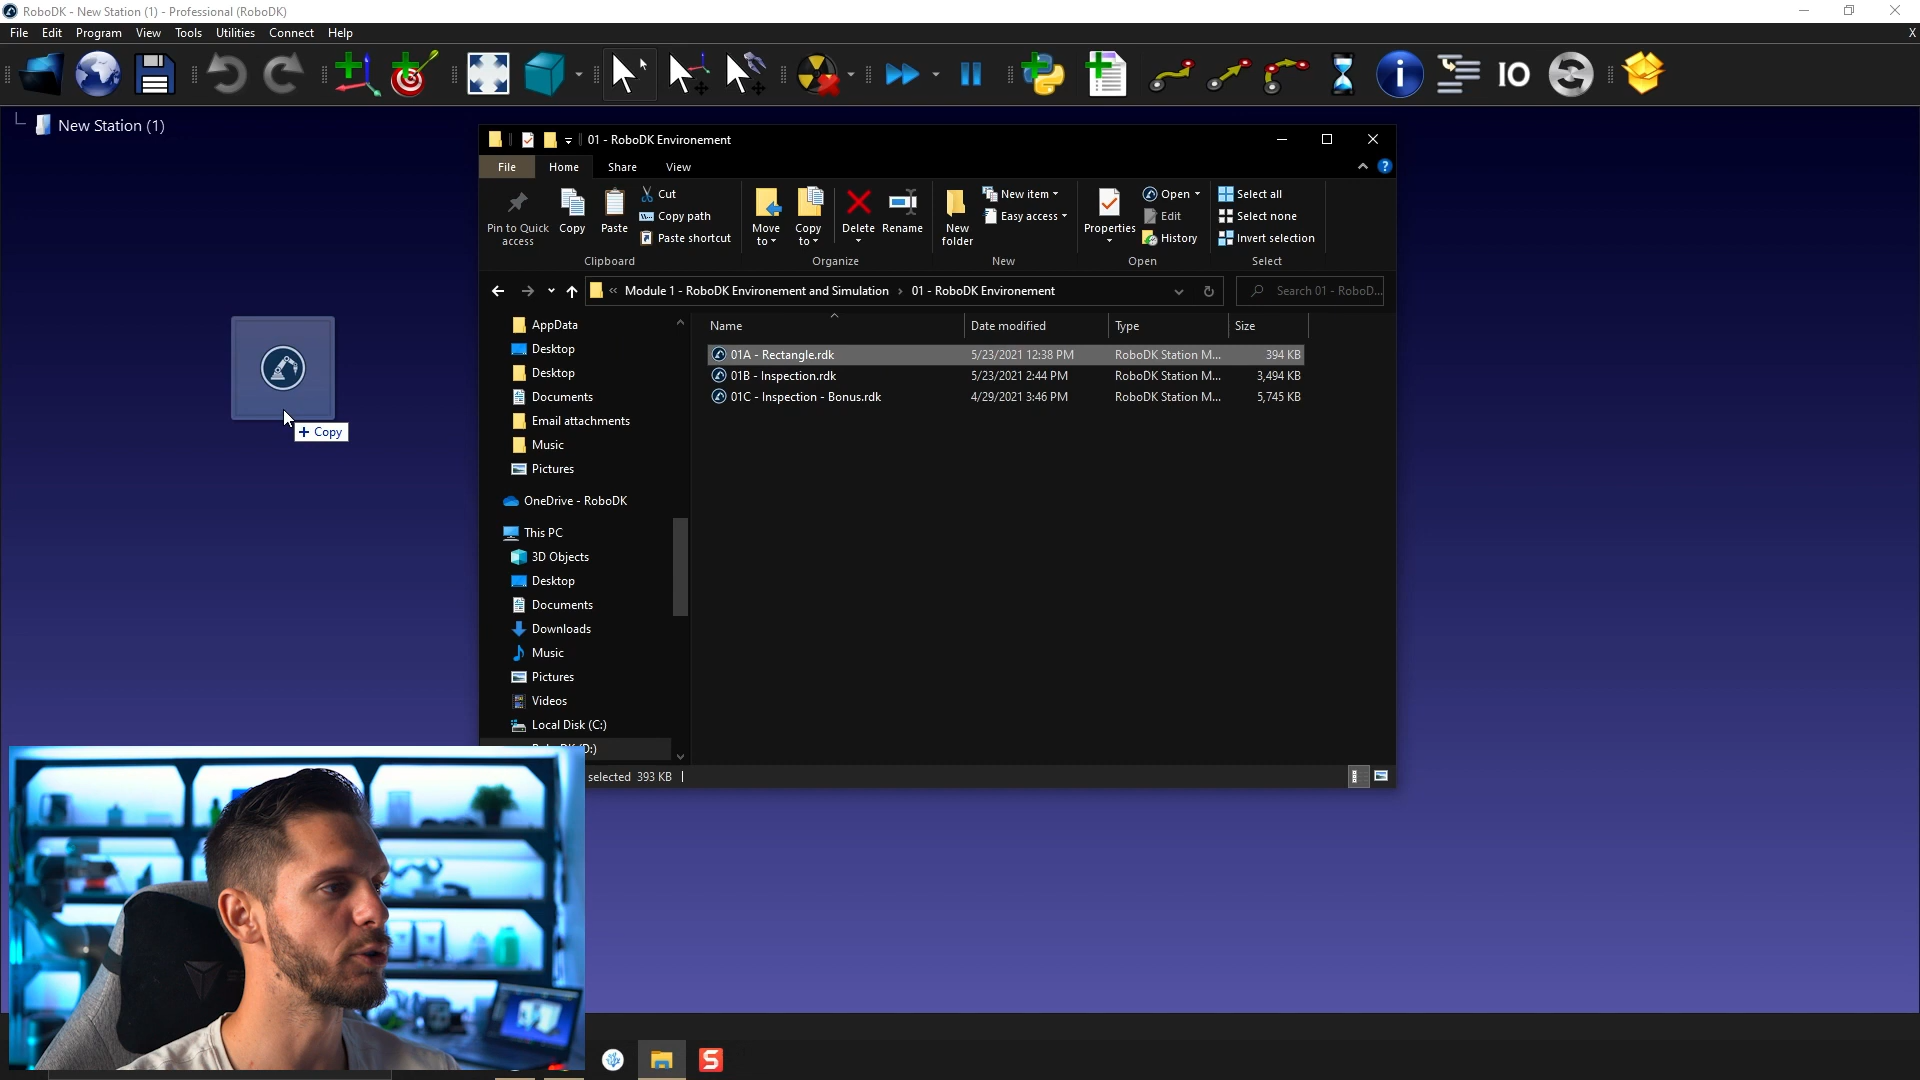 RoboDK - New Station (1) - Professional (RoboDK)
File Edit Program View Tools Utilities Connect Help
X
IO
New Station (1)
+ Copy
01 - RoboDK Environement
File Home Share View
Pin to Quick access
Copy
Paste
Cut
Copy path
Paste shortcut
Clipboard
Move to
Copy to
Delete
Rename
Organize
New folder
New item
Easy access
New
Properties
Open
Edit
History
Open
Select all
Select none
Invert selection
Select
« Module 1 - RoboDK Environement and Simulation › 01 - RoboDK Environement
Search 01 - RoboD...
AppData
Desktop
Desktop
Documents
Email attachments
Music
Pictures
OneDrive - RoboDK
This PC
3D Objects
Desktop
Documents
Downloads
Music
Pictures
Videos
Local Disk (C:)
Name Date modified Type Size
01A - Rectangle.rdk 5/23/2021 12:38 PM RoboDK Station M... 394 KB
01B - Inspection.rdk 5/23/2021 2:44 PM RoboDK Station M... 3,494 KB
01C - Inspection - Bonus.rdk 4/29/2021 3:46 PM RoboDK Station M... 5,745 KB
selected 393 KB